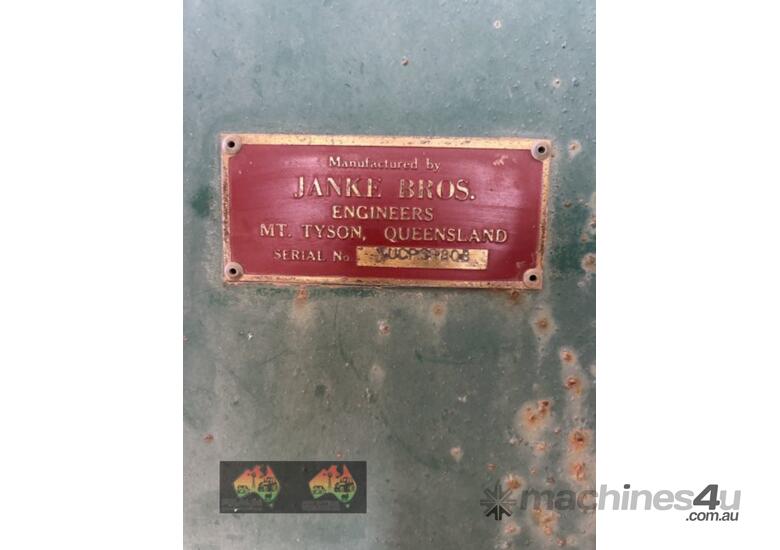 Manufactured by
JANKE BROS.
ENGINEERS
MT. TYSON, QUEENSLAND
SERIAL No.
machines4u
.com.au